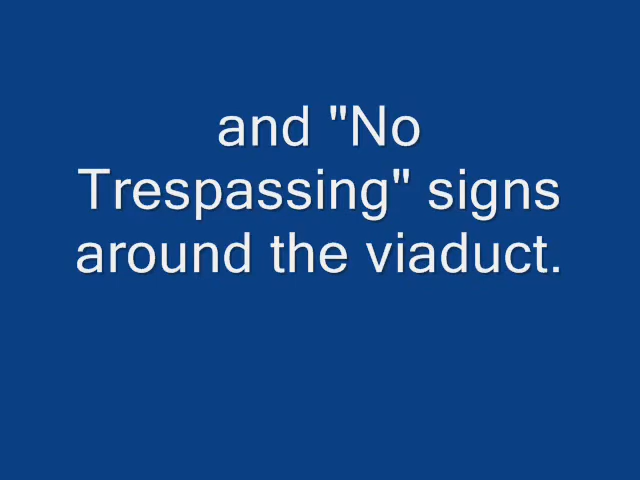 and "No
Trespassing" signs
around the viaduct.